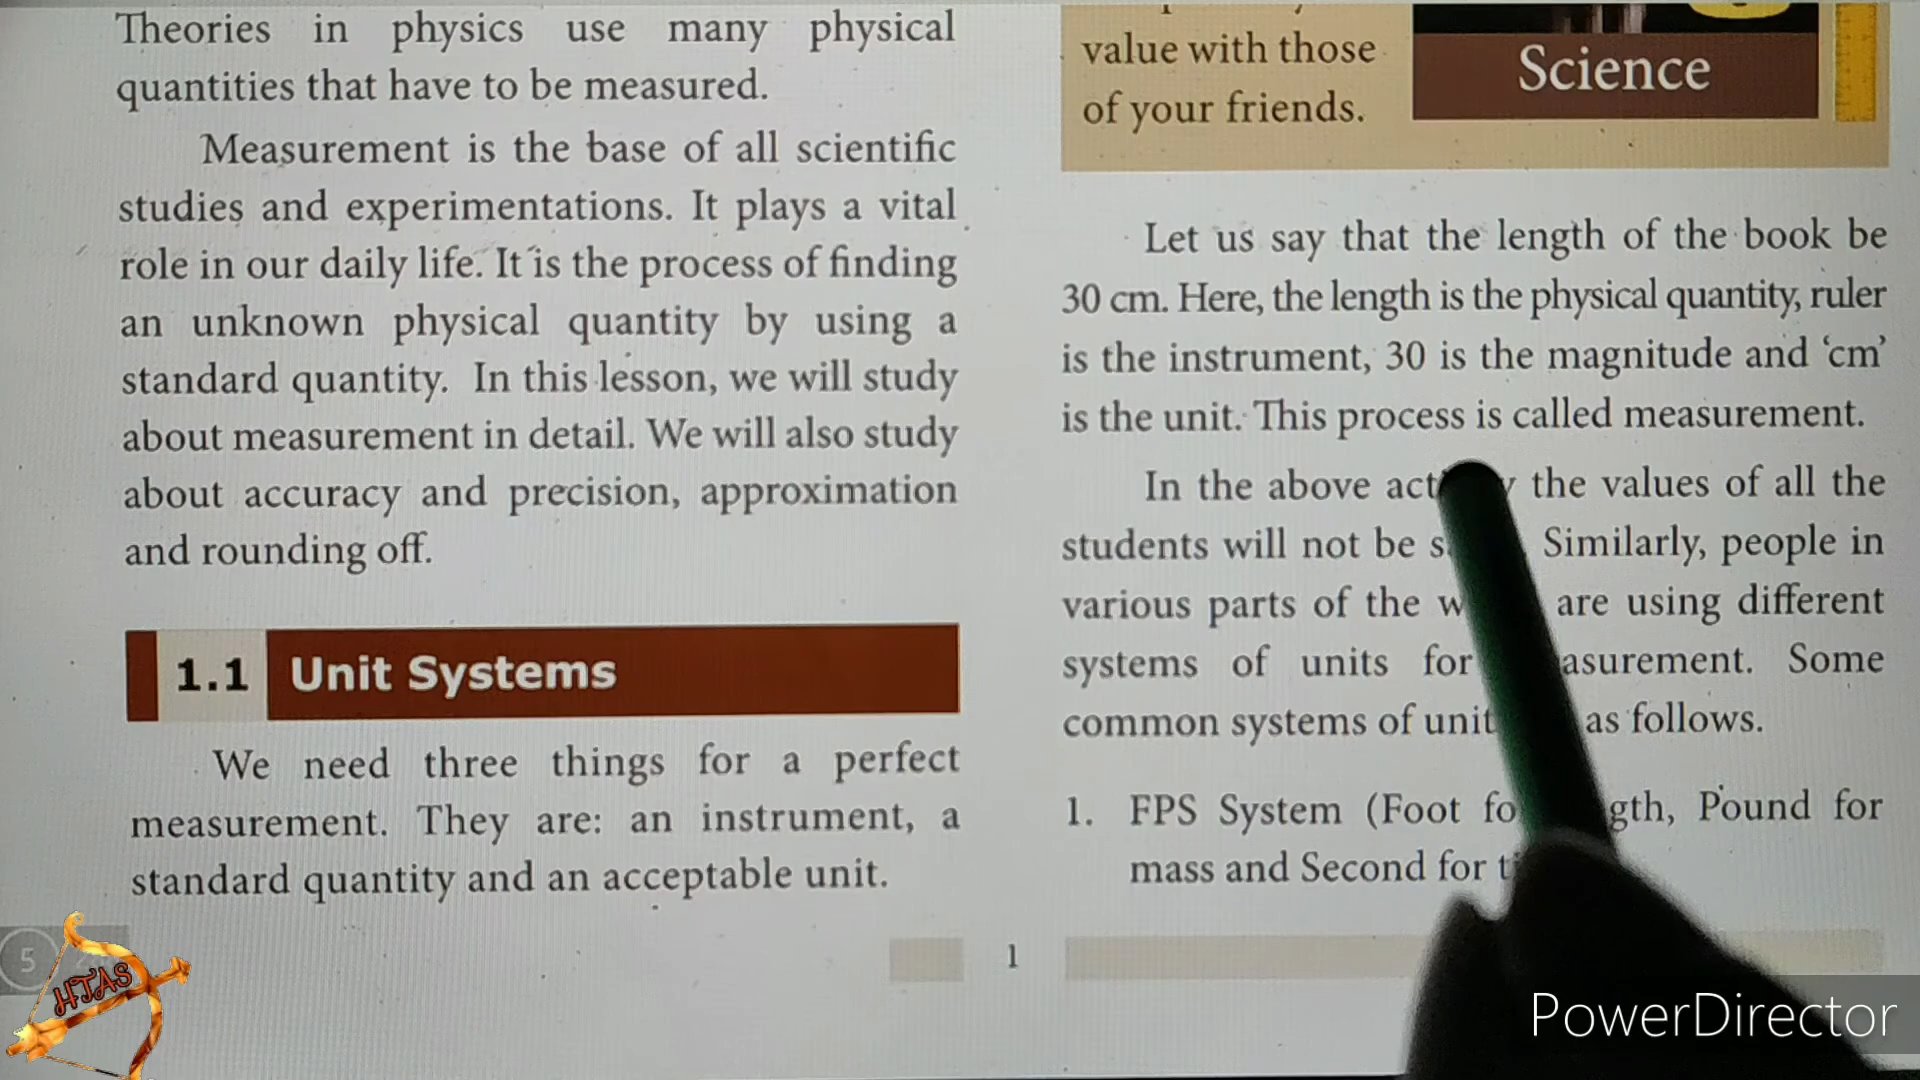 Theories in physics use many physical
quantities that have to be measured.
Measurement is the base of all scientific
studies and experimentations. It plays a vital
role in our daily life. It is the process of finding
an unknown physical quantity by using a
standard quantity. In this lesson, we will study
about measurement in detail. We will also study
about accuracy and precision, approximation
and rounding off.
1.1 Unit Systems
We need three things for a perfect
measurement. They are: an instrument, a
standard quantity and an acceptable unit.
value with those
of your friends.
Science
Let us say that the length of the book be
30 cm. Here, the length is the physical quantity, ruler
is the instrument, 30 is the magnitude and ‘cm’
is the unit. This process is called measurement.
In the above the values of all the
students will not be Similarly, people in
various parts of the are using different
systems of units for Some
common systems of as follows.
1. FPS System (Foot Pound for
mass and Second for
1
5
HTAS
PowerDirector